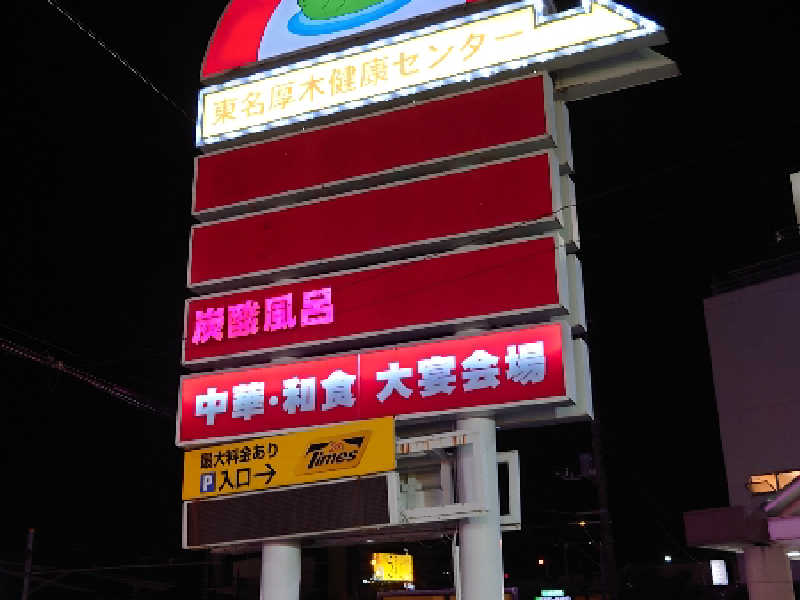 東名厚木健康センター
炭酸風呂
中華・和食 大宴会場
最大料金あり
P入口→
Times